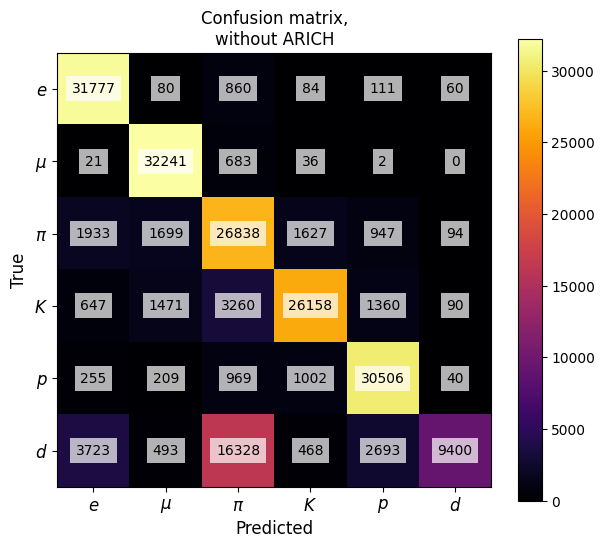 Confusion matrix,
without ARICH
e 31777 80 860 84 111 60
μ 21 32241 683 36 2 0
π 1933 1699 26838 1627 947 94
K 647 1471 3260 26158 1360 90
p 255 209 969 1002 30506 40
d 3723 493 16328 468 2693 9400
e μ π K p d
Predicted
True
30000
25000
20000
15000
10000
5000
0